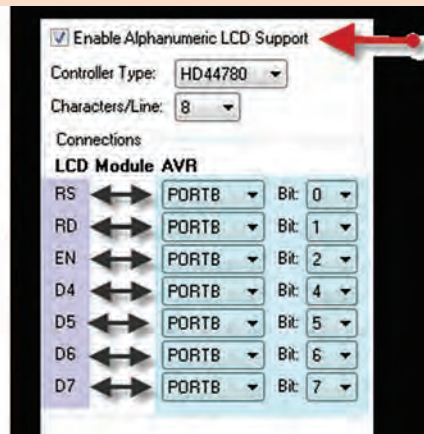 Enable Alphanumeric LCD Support
Controller Type: HD44780
Characters/Line: 8
Connections
LCD Module AVR
RS PORTB Bit: 0
RD PORTB Bit: 1
EN PORTB Bit: 2
D4 PORTB Bit: 4
D5 PORTB Bit: 5
D6 PORTB Bit: 6
D7 PORTB Bit: 7